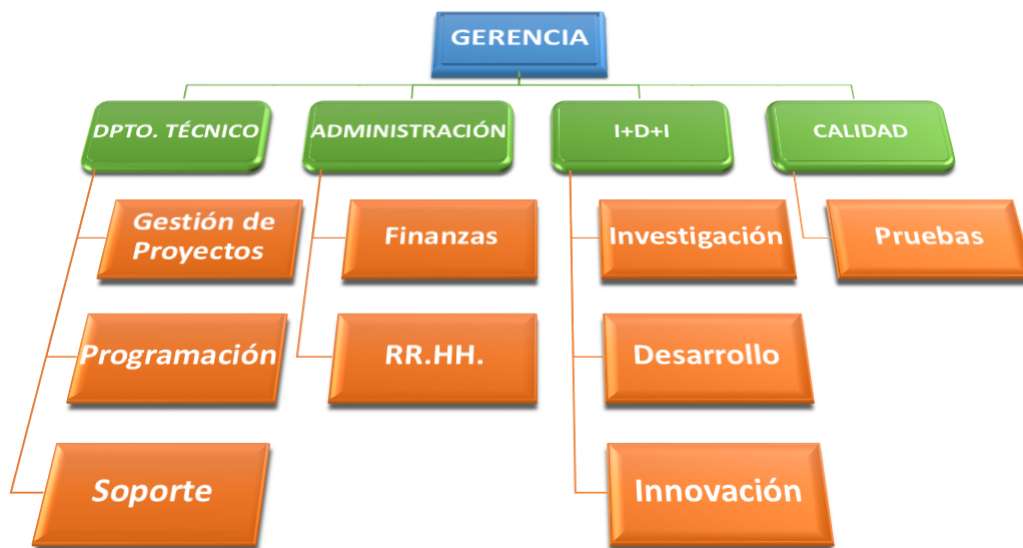 GERENCIA
DPTO. TÉCNICO
ADMINISTRACIÓN
I+D+I
CALIDAD
Gestión de
Proyectos
Finanzas
Investigación
Pruebas
Programación
RR.HH.
Desarrollo
Soporte
Innovación